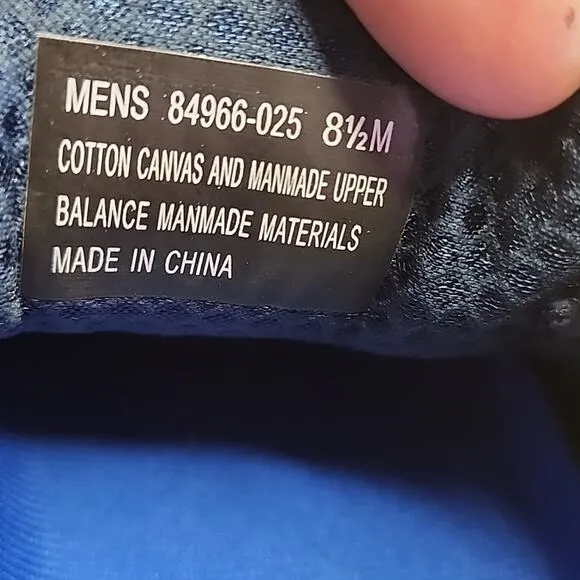 MENS 84966-025 8½M
COTTON CANVAS AND MANMADE UPPER
BALANCE MANMADE MATERIALS
MADE IN CHINA